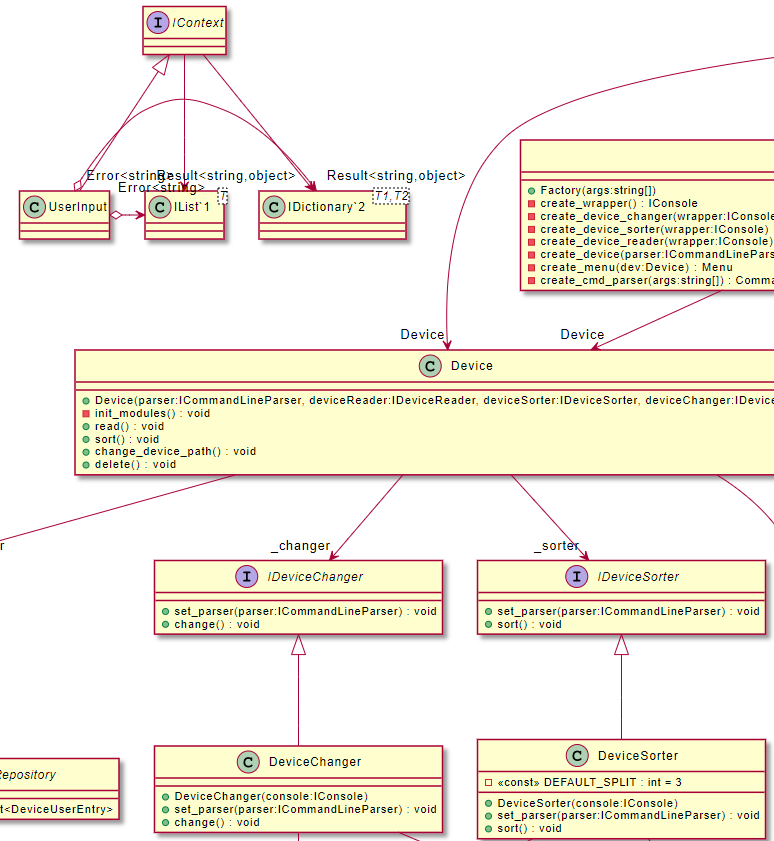 I IContext
Error<string>
Result<string,object>
Error<string>
Result<string,object>
C UserInput
C IList`1
T
C IDictionary`2
T1, T2
Factory(args:string[])
create_wrapper() : IConsole
create_device_changer(wrapper:IConsole
create_device_sorter(wrapper:IConsole)
create_device_reader(wrapper:IConsole)
create_device(parser:ICommandLinePars
create_menu(dev:Device) : Menu
create_cmd_parser(args:string[]) : Comma
Device
Device
C Device
Device(parser:ICommandLineParser, deviceReader:IDeviceReader, deviceSorter:IDeviceSorter, deviceChanger:IDevice
init_modules() : void
read() : void
sort() : void
change_device_path() : void
delete() : void
r
_changer
_sorter
I IDeviceChanger
set_parser(parser:ICommandLineParser) : void
change() : void
I IDeviceSorter
set_parser(parser:ICommandLineParser) : void
sort() : void
Repository
t<DeviceUserEntry>
C DeviceChanger
DeviceChanger(console:IConsole)
set_parser(parser:ICommandLineParser) : void
change() : void
C DeviceSorter
«const» DEFAULT_SPLIT : int = 3
DeviceSorter(console:IConsole)
set_parser(parser:ICommandLineParser) : void
sort() : void